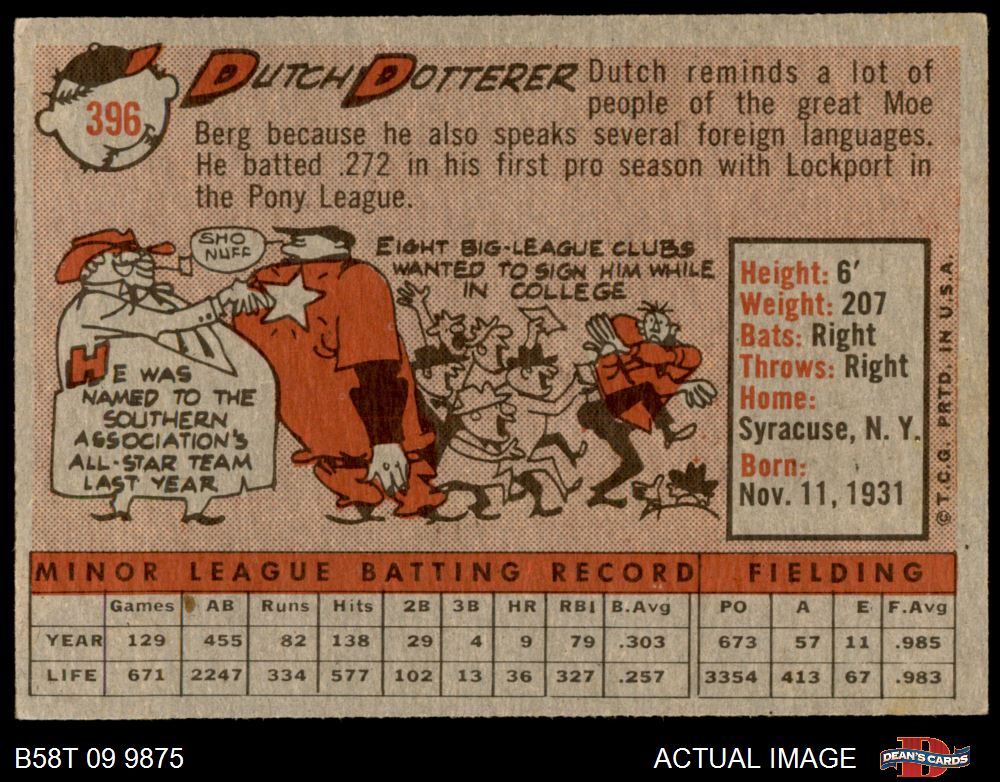 396
DUTCH DOTTERER
Dutch reminds a lot of
people of the great Moe
Berg because he also speaks several foreign languages.
He batted .272 in his first pro season with Lockport in
the Pony League.
SHO
NUFF
EIGHT BIG-LEAGUE CLUBS
WANTED TO SIGN HIM WHILE
IN COLLEGE
HE WAS
NAMED TO THE
SOUTHERN
ASSOCIATION'S
ALL-STAR TEAM
LAST YEAR
Height: 6'
Weight: 207
Bats: Right
Throws: Right
Home:
Syracuse, N. Y.
Born:
Nov. 11, 1931
© T.C.G. PRTD. IN U.S.A.
MINOR LEAGUE BATTING RECORD FIELDING
Games AB Runs Hits 2B 3B HR RBI B.Avg PO A E F.Avg
YEAR 129 455 82 138 29 4 9 79 .303 673 57 11 .985
LIFE 671 2247 334 577 102 13 36 327 .257 3354 413 67 .983
B58T 09 9875 ACTUAL IMAGE DEAN'S CARDS